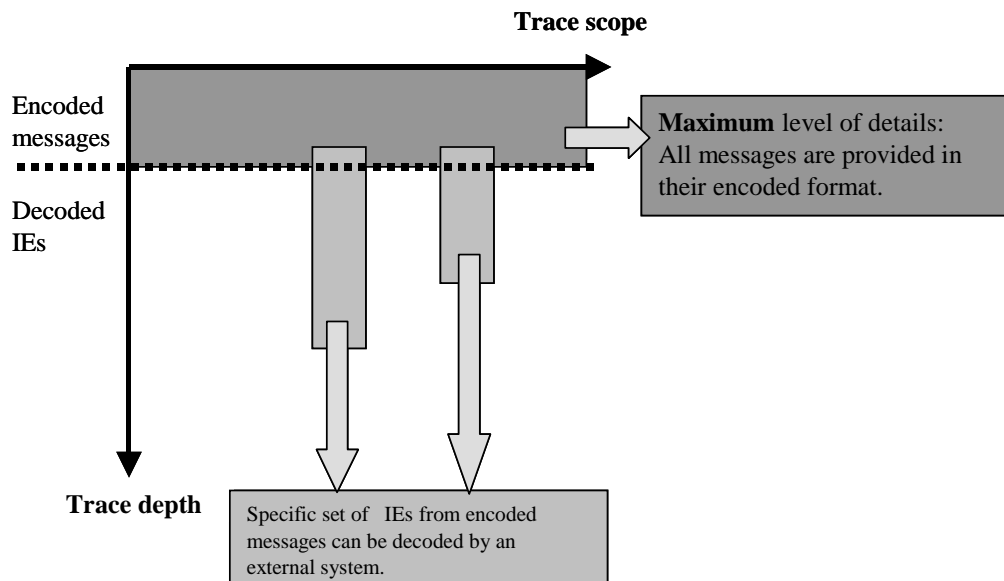 Trace scope
Encoded
messages
Maximum level of details:
All messages are provided in
their encoded format.
Decoded
IEs
Trace depth
Specific set of IEs from encoded
messages can be decoded by an
external system.